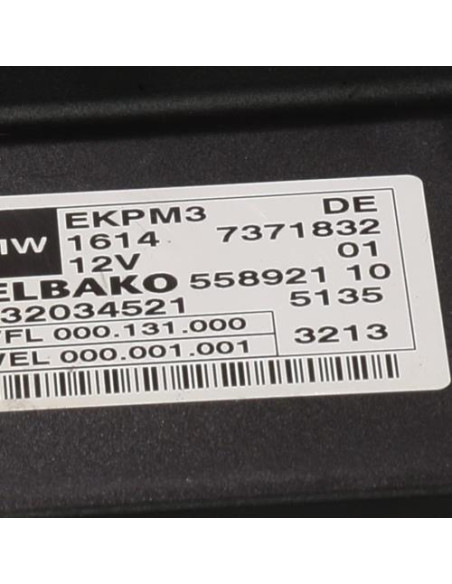 IW EKPM3 DE
1614 7371832
12V 01
ELBAKO 558921 10
32034521 5135
FL 000.131.000
VEL 000.001.001 3213